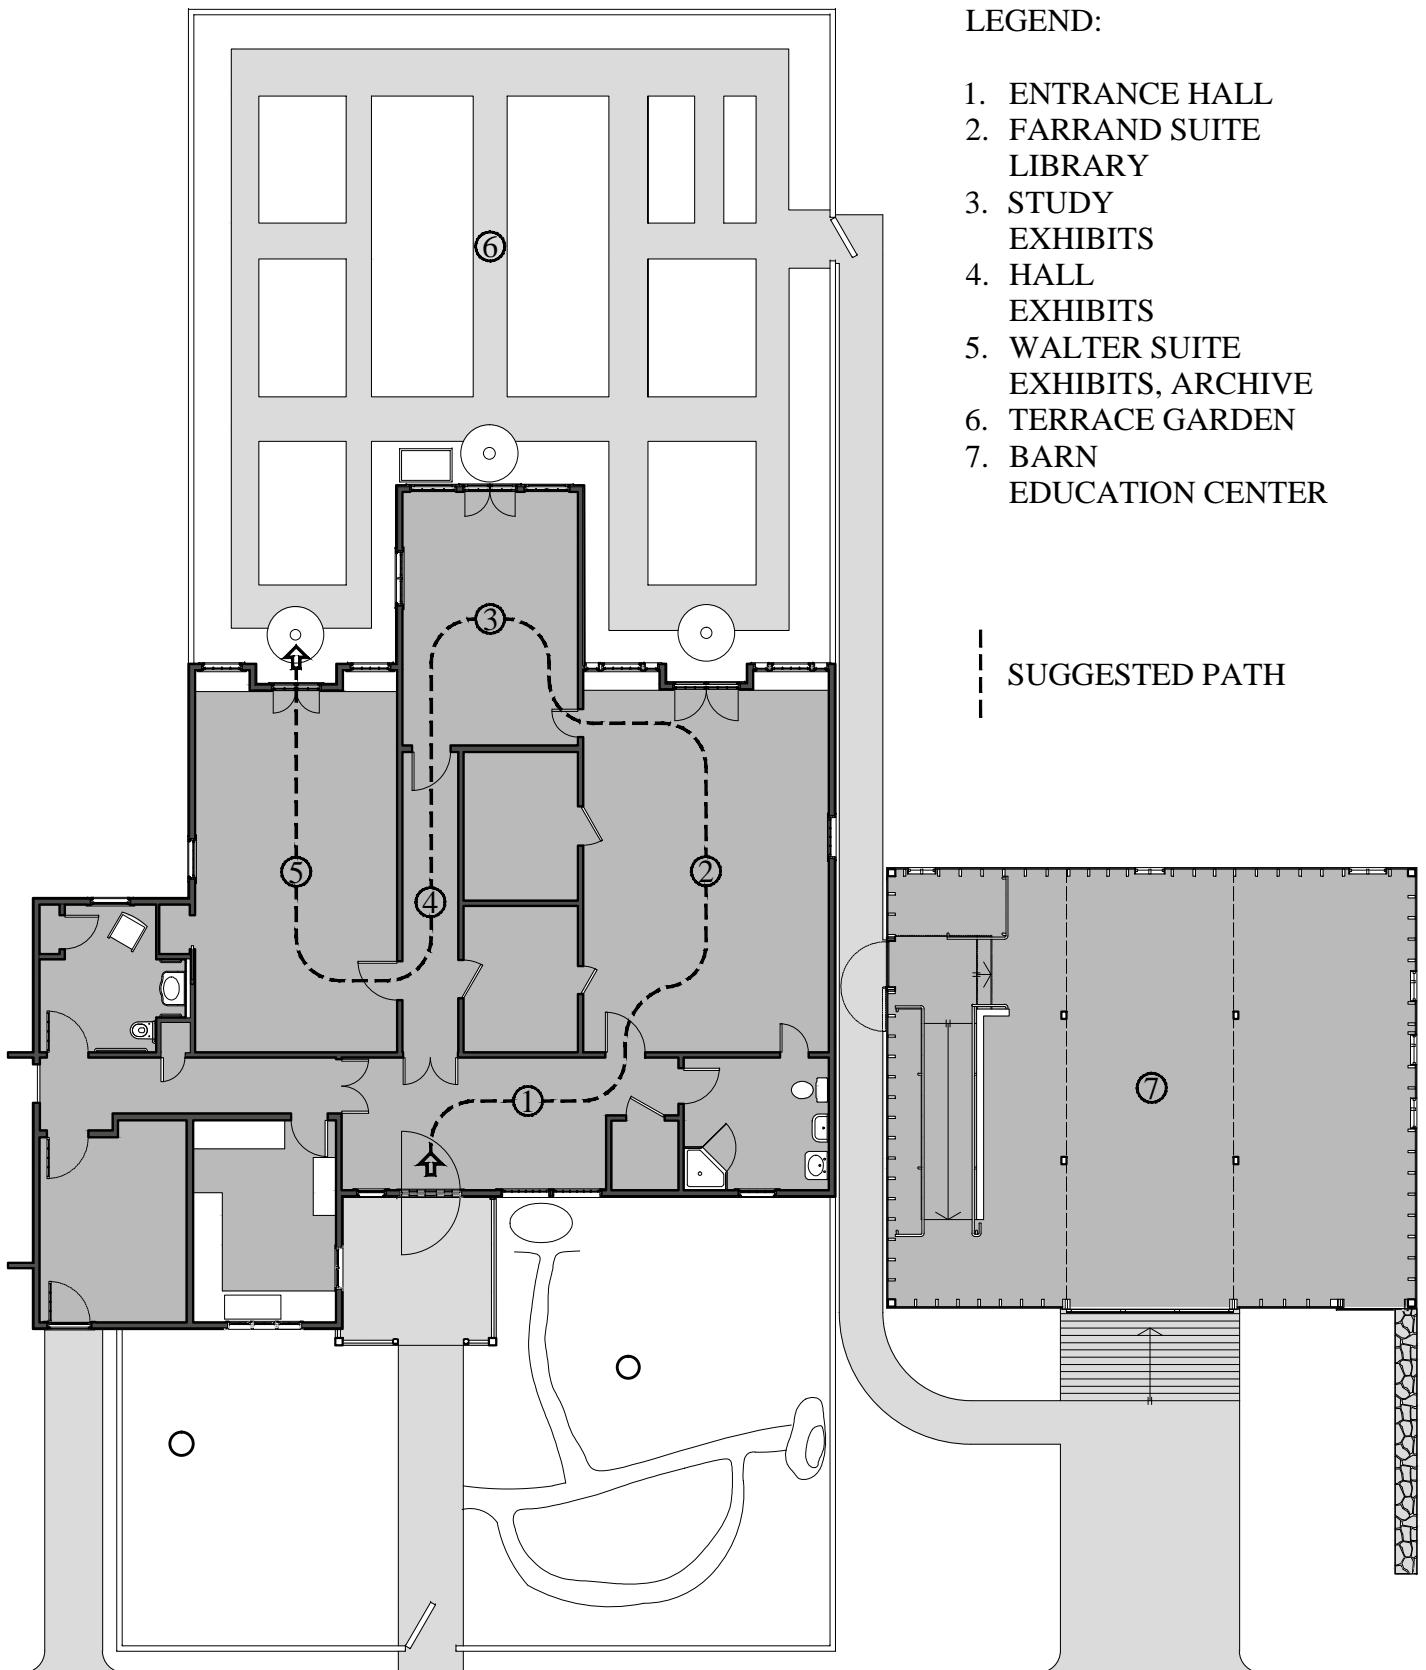 LEGEND:
1. ENTRANCE HALL
2. FARRAND SUITE
LIBRARY
3. STUDY
EXHIBITS
4. HALL
EXHIBITS
5. WALTER SUITE
EXHIBITS, ARCHIVE
6. TERRACE GARDEN
7. BARN
EDUCATION CENTER
SUGGESTED PATH
6
3
5
2
4
7
1